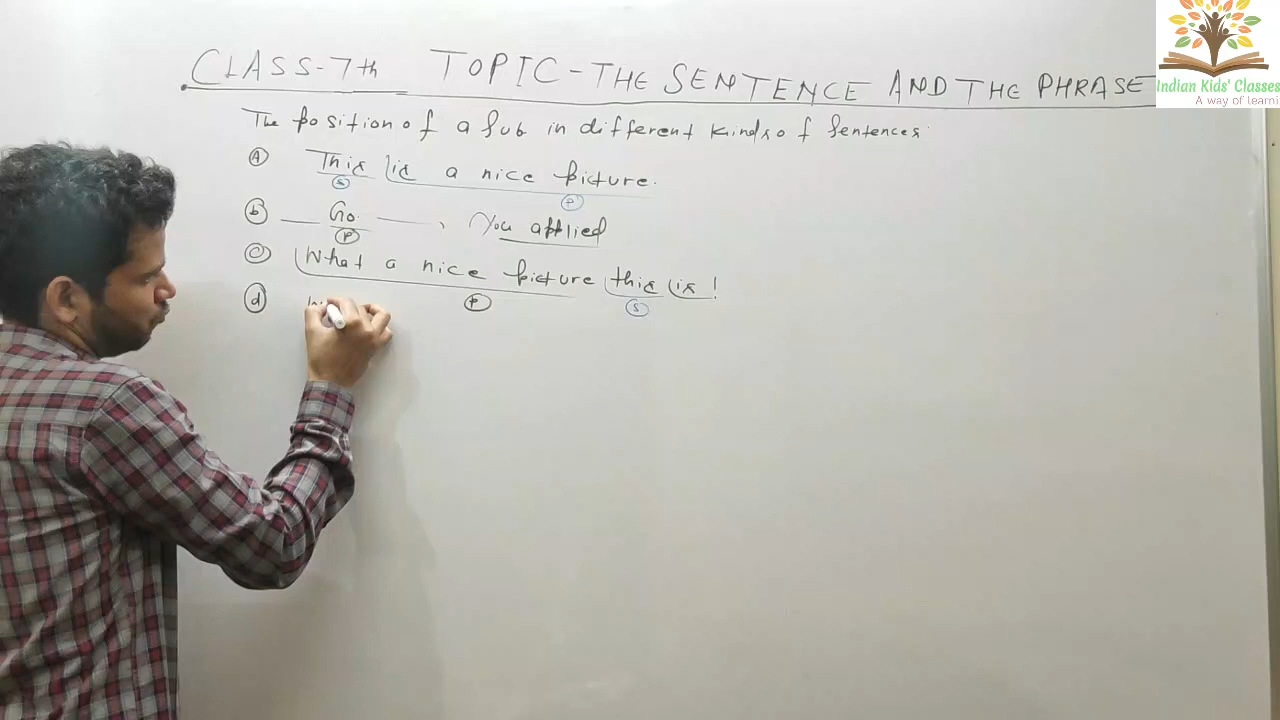 CLASS-7th TOPIC-THE SENTENCE AND THE PHRASE
Indian Kids' Classes
A way of learni
The position of a sub in different kinds of sentences
(A) This is a nice picture.
(S) (P)
(b) Go. , You applied
(P)
(c) What a nice picture this is!
(P) (S)
(d)